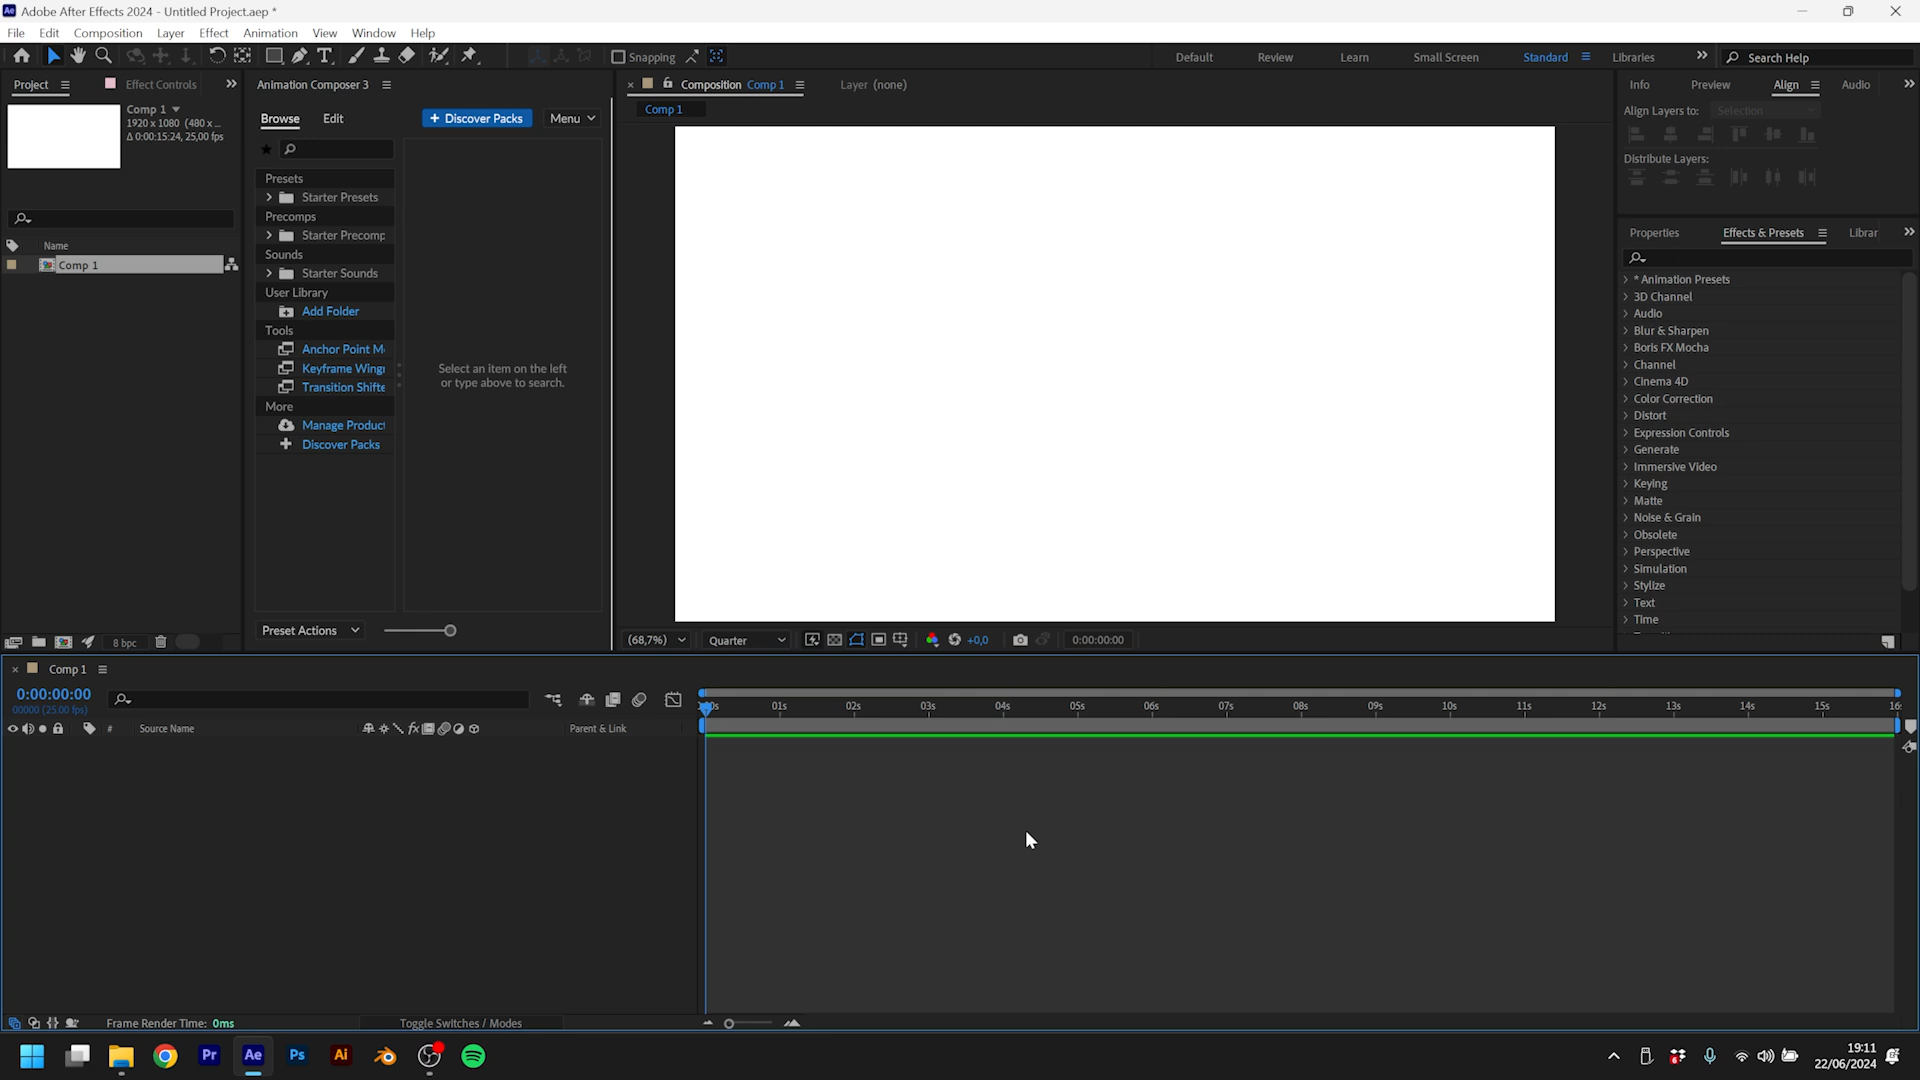 Adobe After Effects 2024 - Untitled Project.aep *
File Edit Composition Layer Effect Animation View Window Help
Snapping
Default Review Learn Small Screen Standard Libraries Search Help
Project Effect Controls
Comp 1
1920 x 1080 (480 x ...
Δ 0:00:15:24, 25,00 fps
Name
Comp 1
8 bpc
Animation Composer 3
Browse Edit + Discover Packs Menu
Presets
Starter Presets
Precomps
Starter Precomp
Sounds
Starter Sounds
User Library
Add Folder
Tools
Anchor Point M
Keyframe Wing
Transition Shifte
More
Manage Product
Discover Packs
Select an item on the left
or type above to search.
Preset Actions
Composition Comp 1 Layer (none)
Comp 1
(68,7%) Quarter +0,0 0:00:00:00
Info Preview Align Audio
Align Layers to: Selection
Distribute Layers:
Properties Effects & Presets Librar
* Animation Presets
3D Channel
Audio
Blur & Sharpen
Boris FX Mocha
Channel
Cinema 4D
Color Correction
Distort
Expression Controls
Generate
Immersive Video
Keying
Matte
Noise & Grain
Obsolete
Perspective
Simulation
Stylize
Text
Time
Comp 1
0:00:00:00
00000 (25.00 fps)
# Source Name fx Parent & Link
01s 02s 03s 04s 05s 06s 07s 08s 09s 10s 11s 12s 13s 14s 15s 16
Frame Render Time: 0ms Toggle Switches / Modes
Pr Ae Ps Ai
19:11
22/06/2024